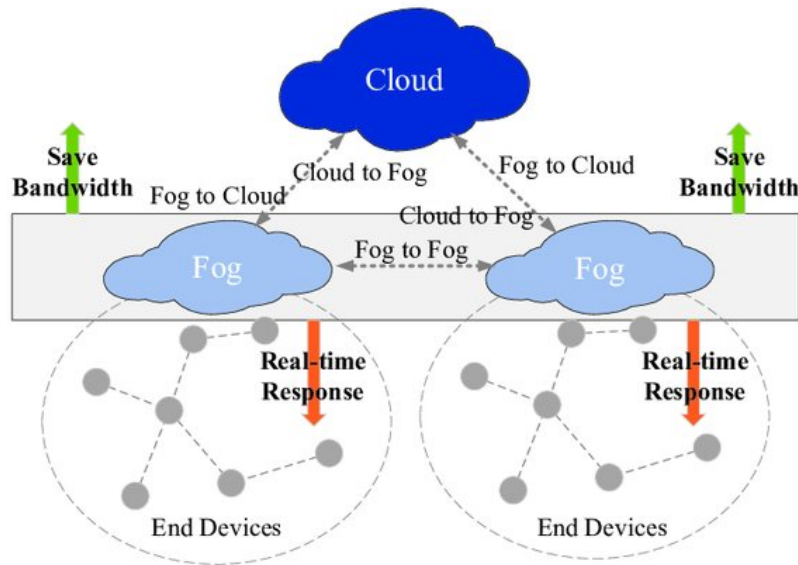 Cloud
Save
Bandwidth
Cloud to Fog
Fog to Cloud
Fog to Cloud
Cloud to Fog
Save
Bandwidth
Fog
Fog to Fog
Fog
Real-time
Response
Real-time
Response
End Devices
End Devices